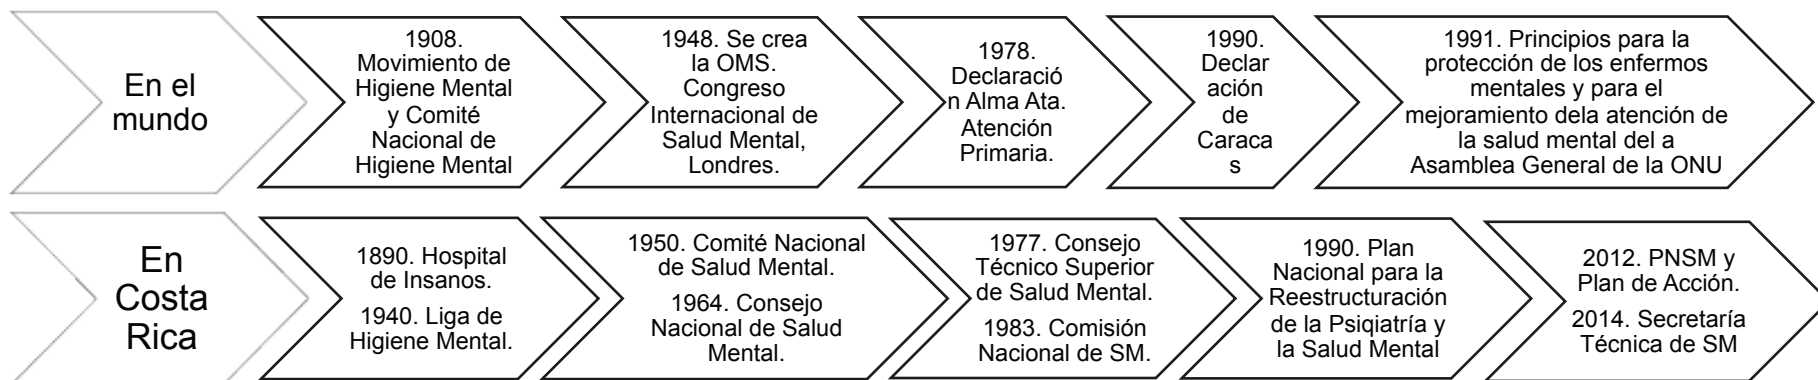 En el
mundo
1908.
Movimiento de
Higiene Mental
y Comité
Nacional de
Higiene Mental
1948. Se crea
la OMS.
Congreso
Internacional de
Salud Mental,
Londres.
1978.
Declaració
n Alma Ata.
Atención
Primaria.
1990.
Declar
ación
de
Caraca
s
1991. Principios para la
protección de los enfermos
mentales y para el
mejoramiento dela atención de
la salud mental del a
Asamblea General de la ONU
En
Costa
Rica
1890. Hospital
de Insanos.
1940. Liga de
Higiene Mental.
1950. Comité Nacional
de Salud Mental.
1964. Consejo
Nacional de Salud
Mental.
1977. Consejo
Técnico Superior
de Salud Mental.
1983. Comisión
Nacional de SM.
1990. Plan
Nacional para la
Reestructuración
de la Psiqiatría y
la Salud Mental
2012. PNSM y
Plan de Acción.
2014. Secretaría
Técnica de SM